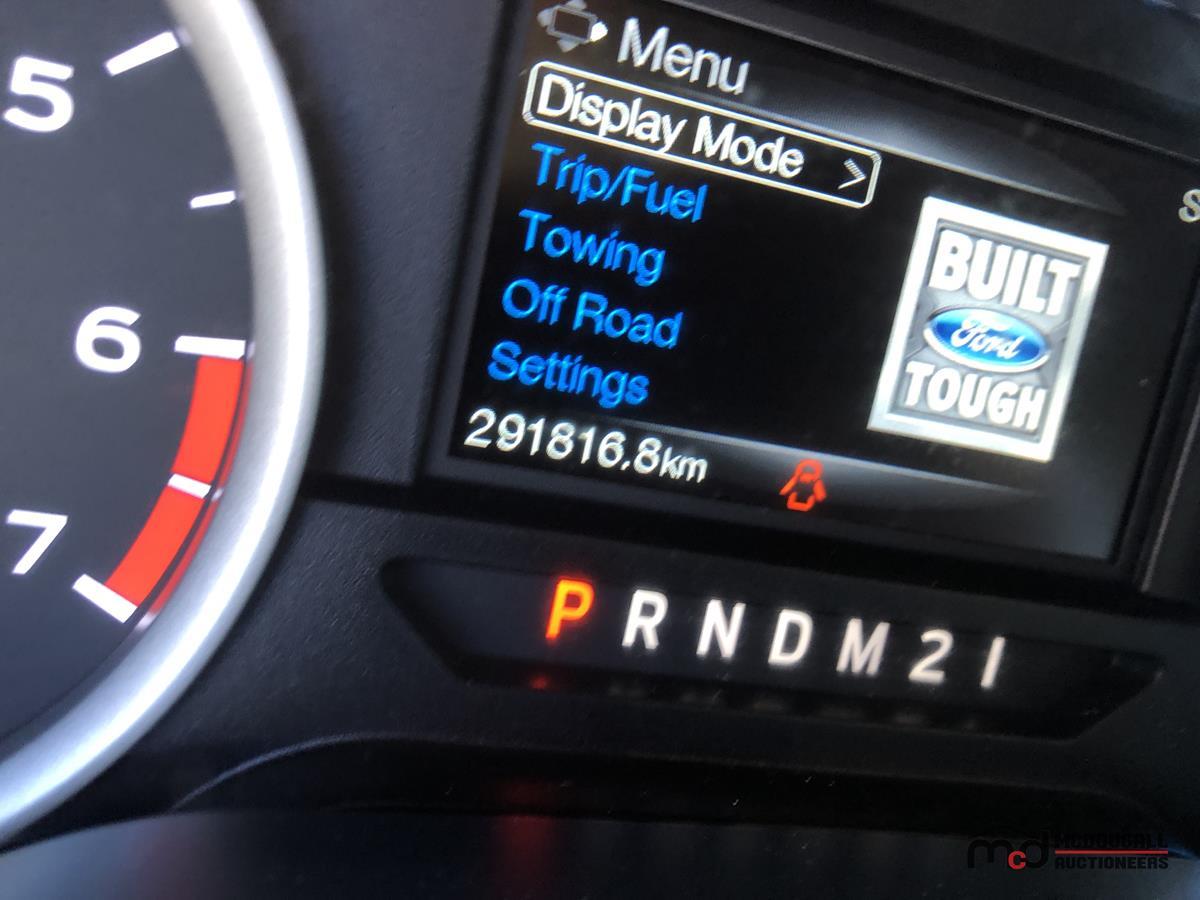 5
6
7
Menu
Display Mode >
Trip/Fuel
Towing
Off Road
Settings
291816.8km
BUILT
Ford
TOUGH
S
P R N D M 2 1
mcd MCDOUGALL
AUCTIONEERS